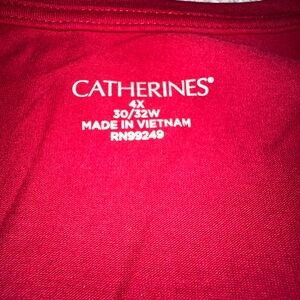 CATHERINES®
4X
30/32W
MADE IN VIETNAM
RN99249